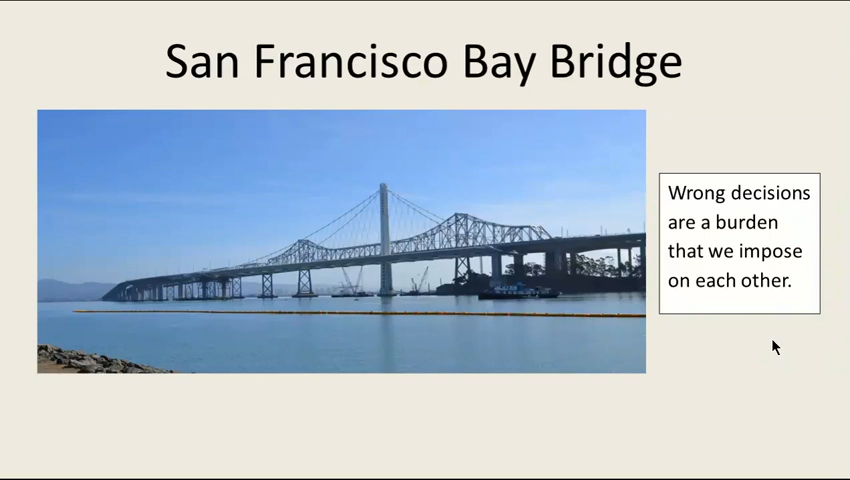 San Francisco Bay Bridge
Wrong decisions
are a burden
that we impose
on each other.